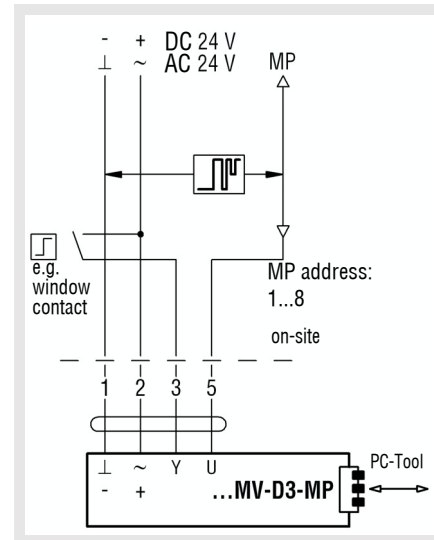 - + DC 24 V
⊥ ~ AC 24 V MP
e.g.
window
contact
MP address:
1...8
on-site
1 2 3 5
⊥ ~ Y U
- + ...MV-D3-MP
PC-Tool